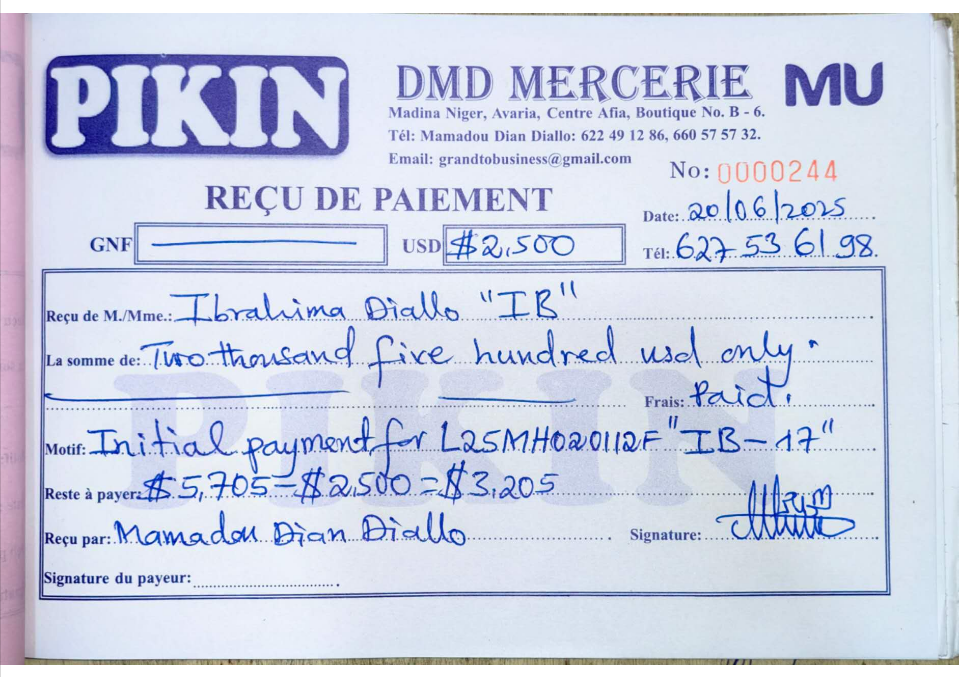 PIKIN
DMD MERCERIE MU
Madina Niger, Avaria, Centre Afia, Boutique No. B - 6.
Tél: Mamadou Dian Diallo: 622 49 12 86, 660 57 57 32.
Email: grandtobusiness@gmail.com
No: 0000244
REÇU DE PAIEMENT
Date: 20/06/2025
GNF USD $2,500
Tél: 627 53 61 98
Reçu de M./Mme.: Ibrahima Diallo "IB"
La somme de: Two thousand five hundred usd only.
Frais: Paid.
Motif: Initial payment for L25MH020112F "IB-17"
Reste à payer: $5,705 - $2,500 = $3,205
Reçu par: Mamadou Dian Diallo Signature:
Signature du payeur:
PIKIN